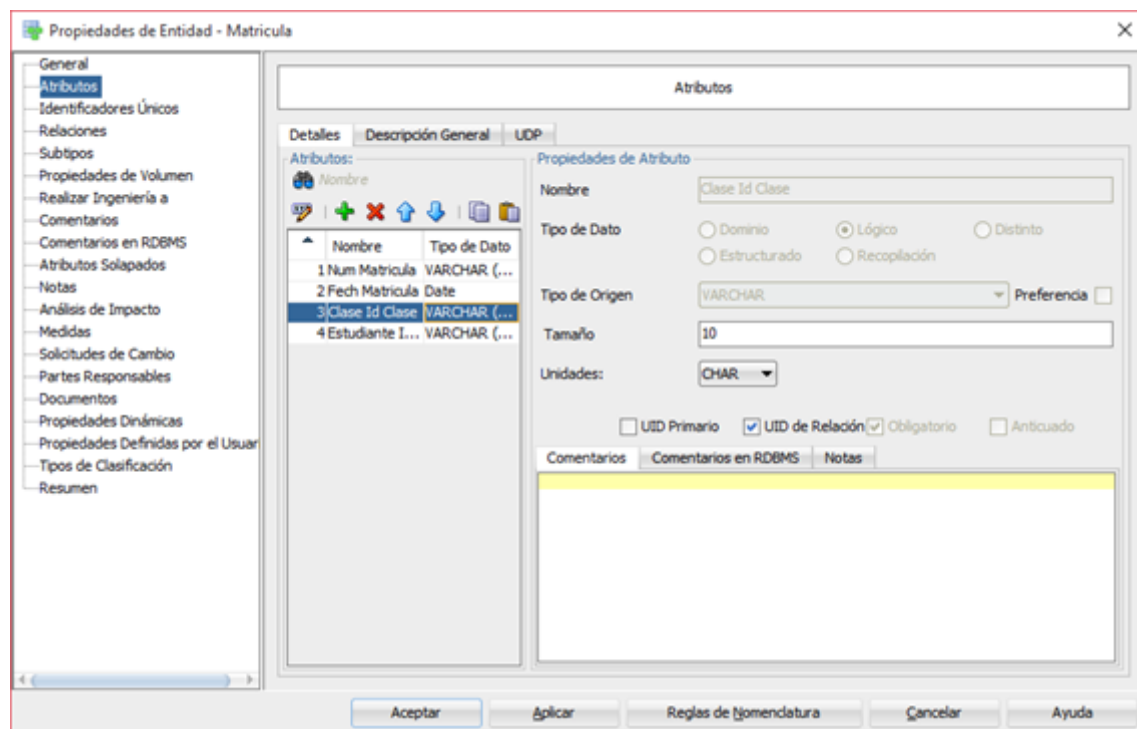 Propiedades de Entidad - Matricula
General
Atributos
Identificadores Únicos
Relaciones
Subtipos
Propiedades de Volumen
Realizar Ingeniería a
Comentarios
Comentarios en RDBMS
Atributos Solapados
Notas
Análisis de Impacto
Medidas
Solicitudes de Cambio
Partes Responsables
Documentos
Propiedades Dinámicas
Propiedades Definidas por el Usuar
Tipos de Clasificación
Resumen
Atributos
Detalles Descripción General UDP
Atributos:
Nombre
Nombre Tipo de Dato
1 Num Matricula VARCHAR (...
2 Fech Matricula Date
3 Clase Id Clase VARCHAR (...
4 Estudiante I... VARCHAR (...
Propiedades de Atributo
Nombre Clase Id Clase
Tipo de Dato Dominio Lógico Distinto
Estructurado Recopilación
Tipo de Origen VARCHAR Preferencia
Tamaño 10
Unidades: CHAR
UID Primario UID de Relación Obligatorio Anticuado
Comentarios Comentarios en RDBMS Notas
Aceptar Aplicar Reglas de Nomenclatura Cancelar Ayuda